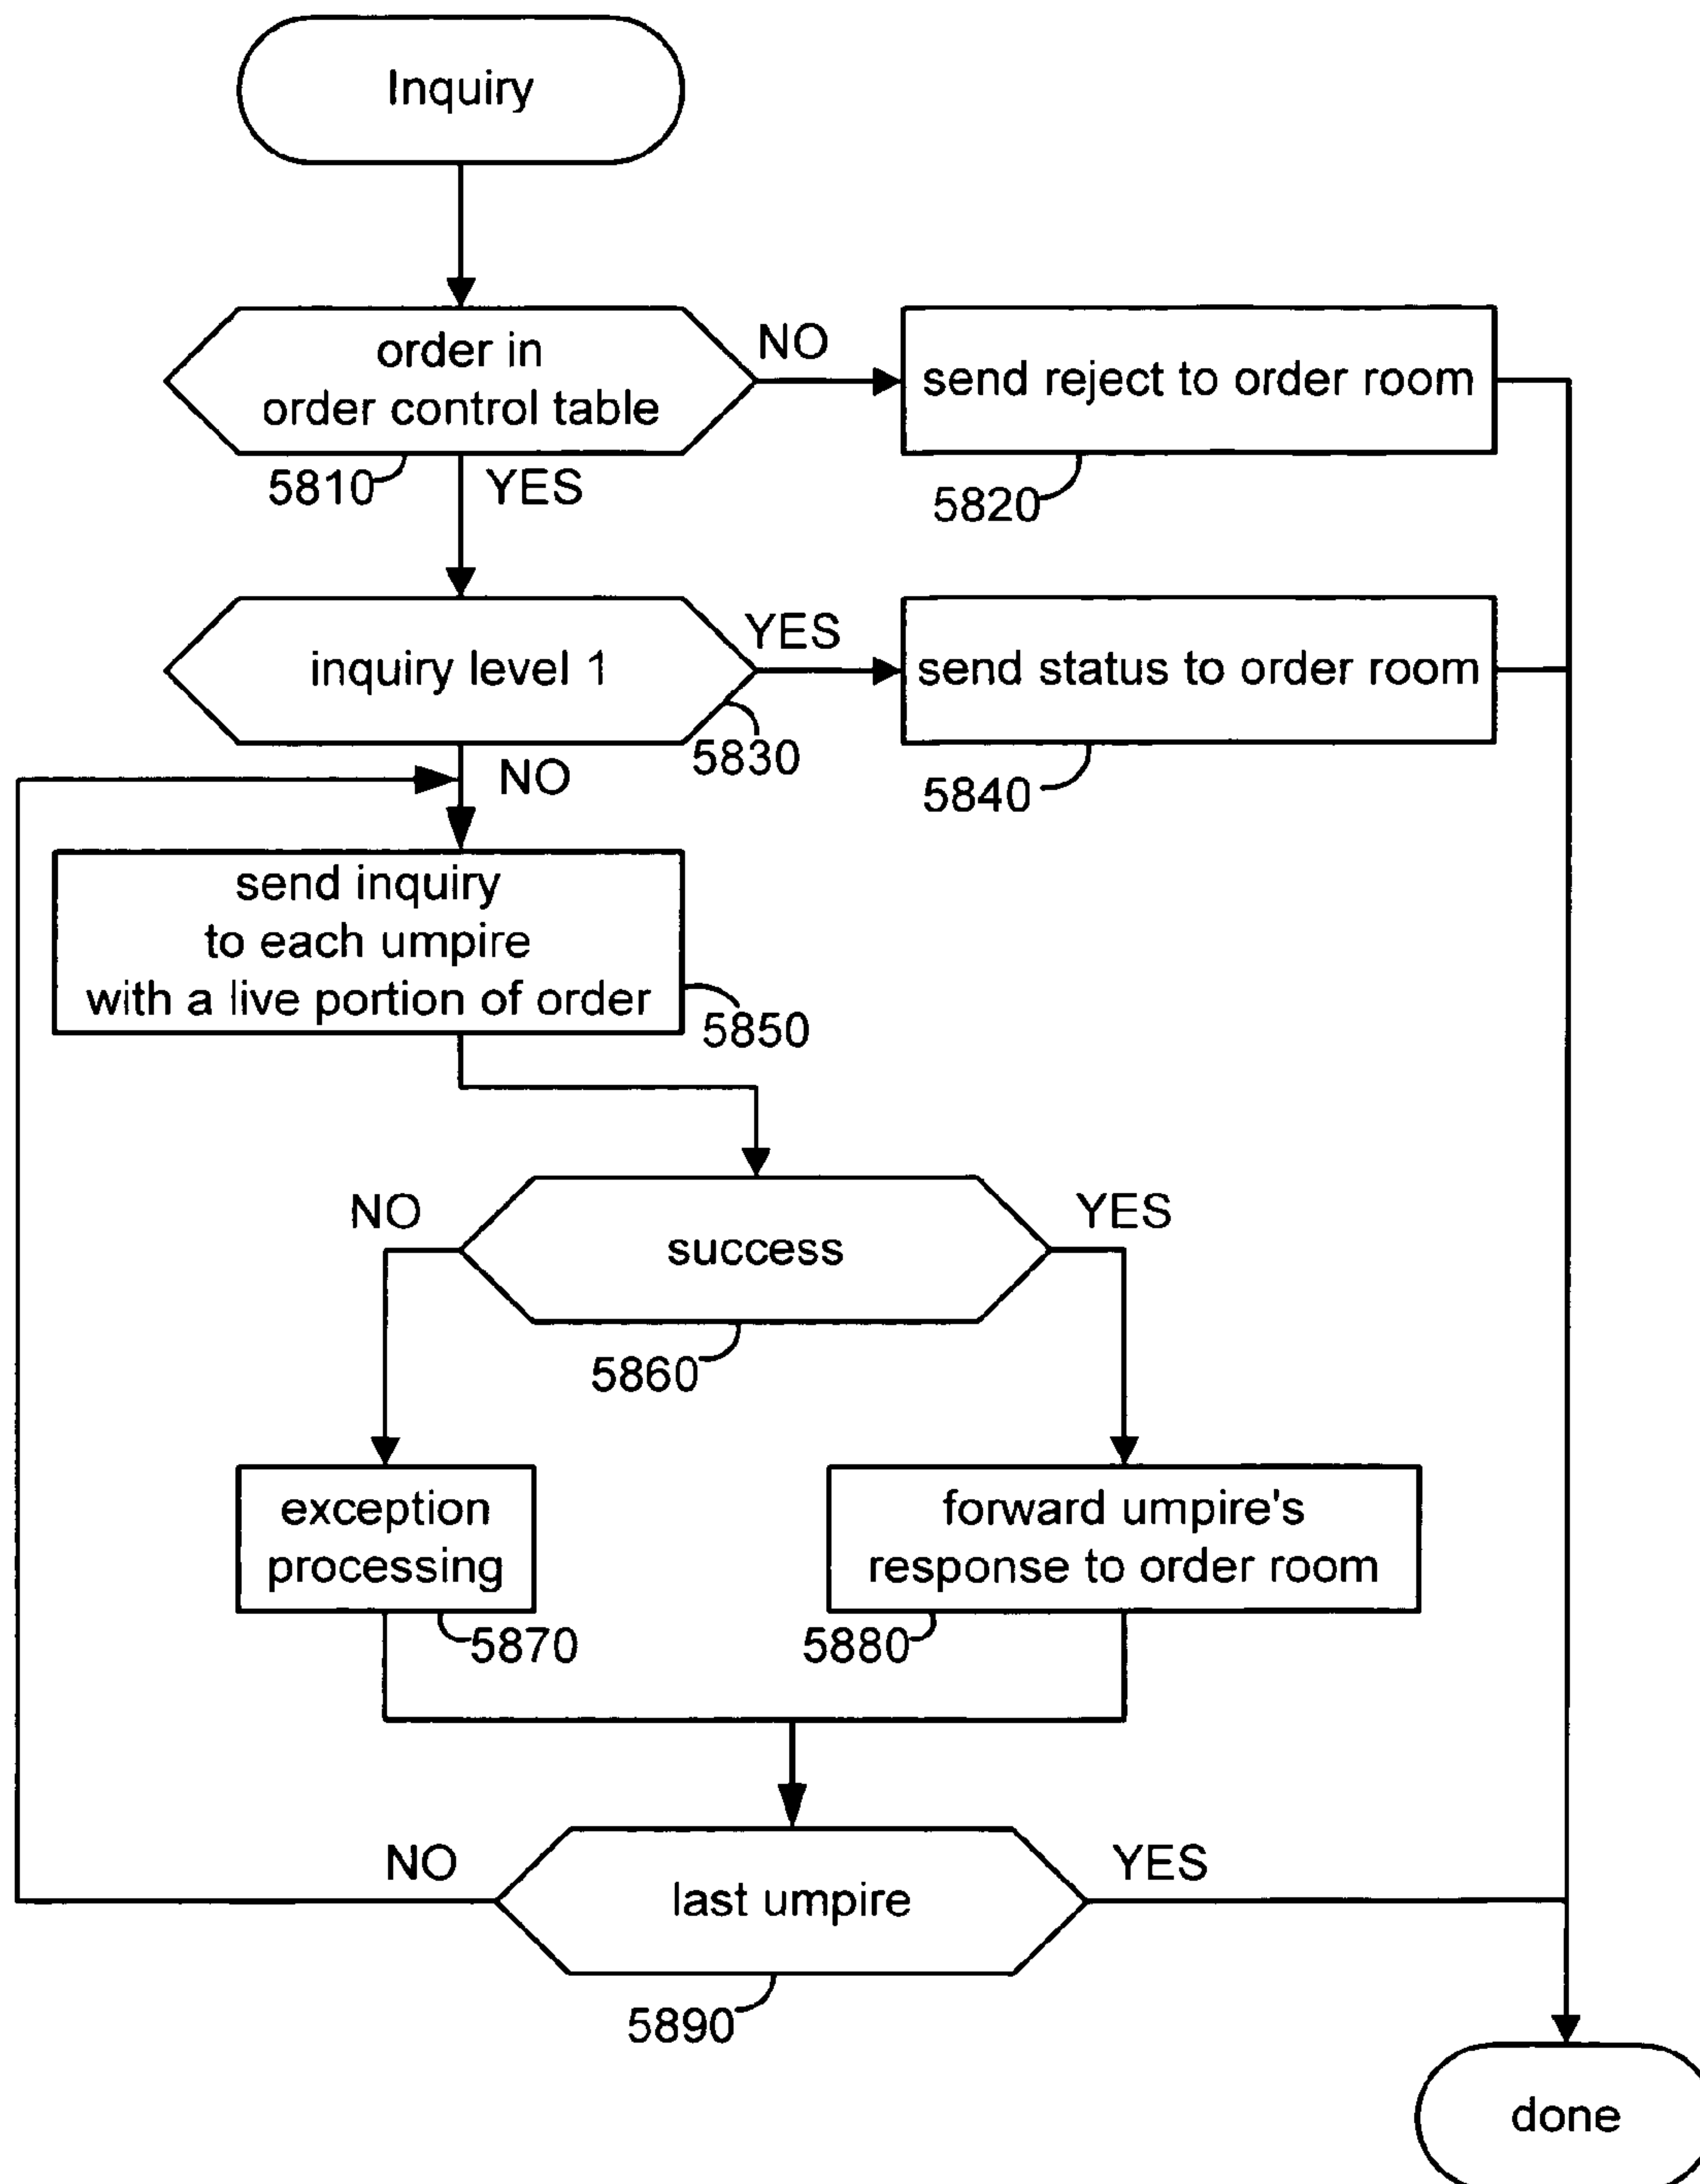 Inquiry
order in
order control table
NO
send reject to order room
5810
YES
5820
inquiry level 1
YES
send status to order room
5830
5840
NO
send inquiry
to each umpire
with a live portion of order
5850
NO
success
YES
5860
exception
processing
forward umpire's
response to order room
5870
5880
NO
last umpire
YES
5890
done